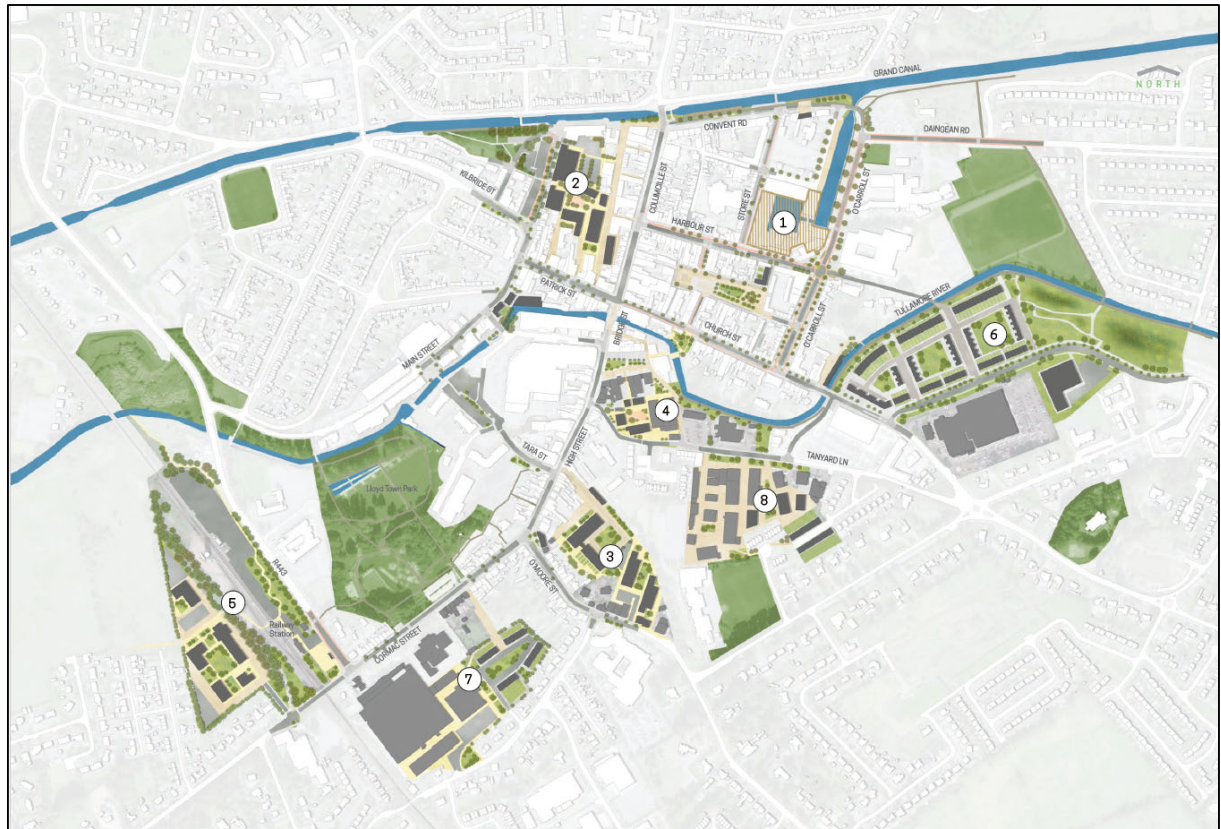 GRAND CANAL
NORTH
CONVENT RD
DAINGEAN RD
KILBRIDE ST
2
COLUMCILLE ST
STORE ST
O'CARROLL ST
1
HARBOUR ST
PATRICK ST
TULLAMORE RIVER
BRIDGE ST
CHURCH ST
O'CARROLL ST
6
MAIN STREET
4
TARA ST
HIGH STREET
TANYARD LN
Lloyd Town Park
8
R443
3
O'MOORE ST
5
Railway
Station
CORMAC STREET
7